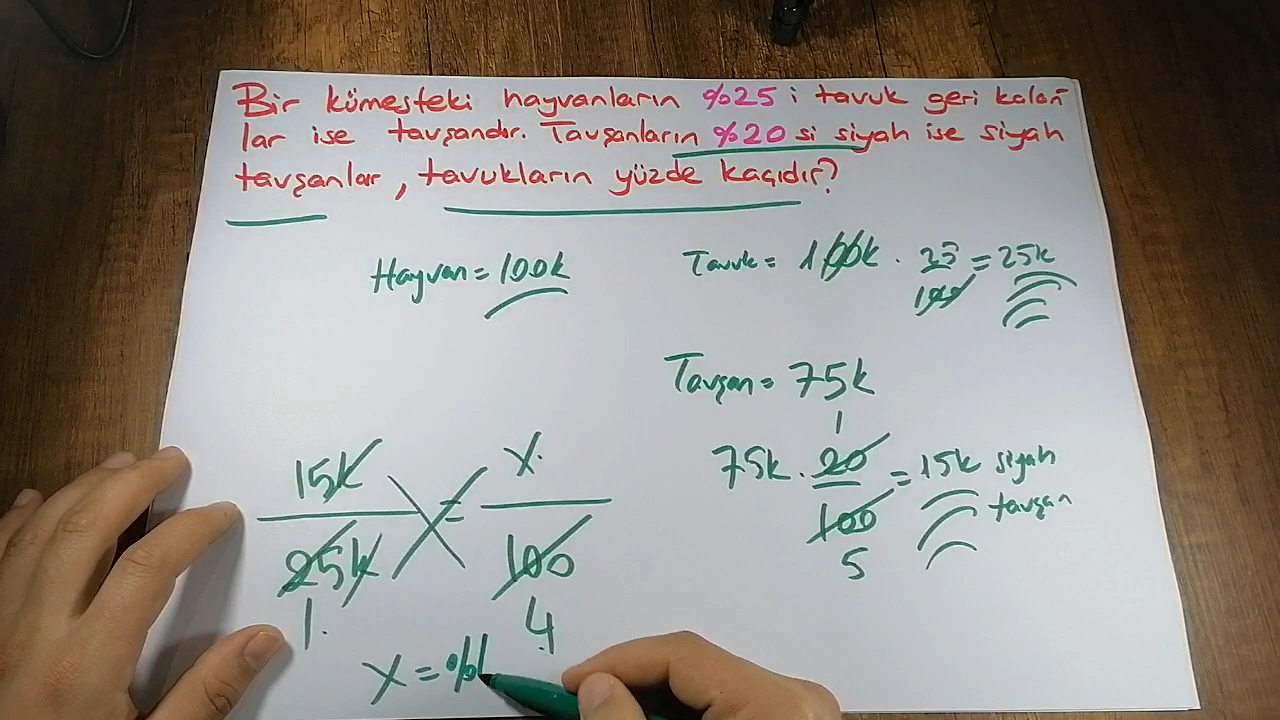 Bir kümesteki hayvanların %25 i tavuk geri kalan-
lar ise tavşandır. Tavşanların %20 si siyah ise siyah
tavşanlar, tavukların yüzde kaçıdır?
Hayvan = 100k
Tavuk = 100k . 25/100 = 25k
Tavşan = 75k
1
75k . 20/100 = 15k siyah
tavşan
5
15k/25k = x/100
1. 4
x = %